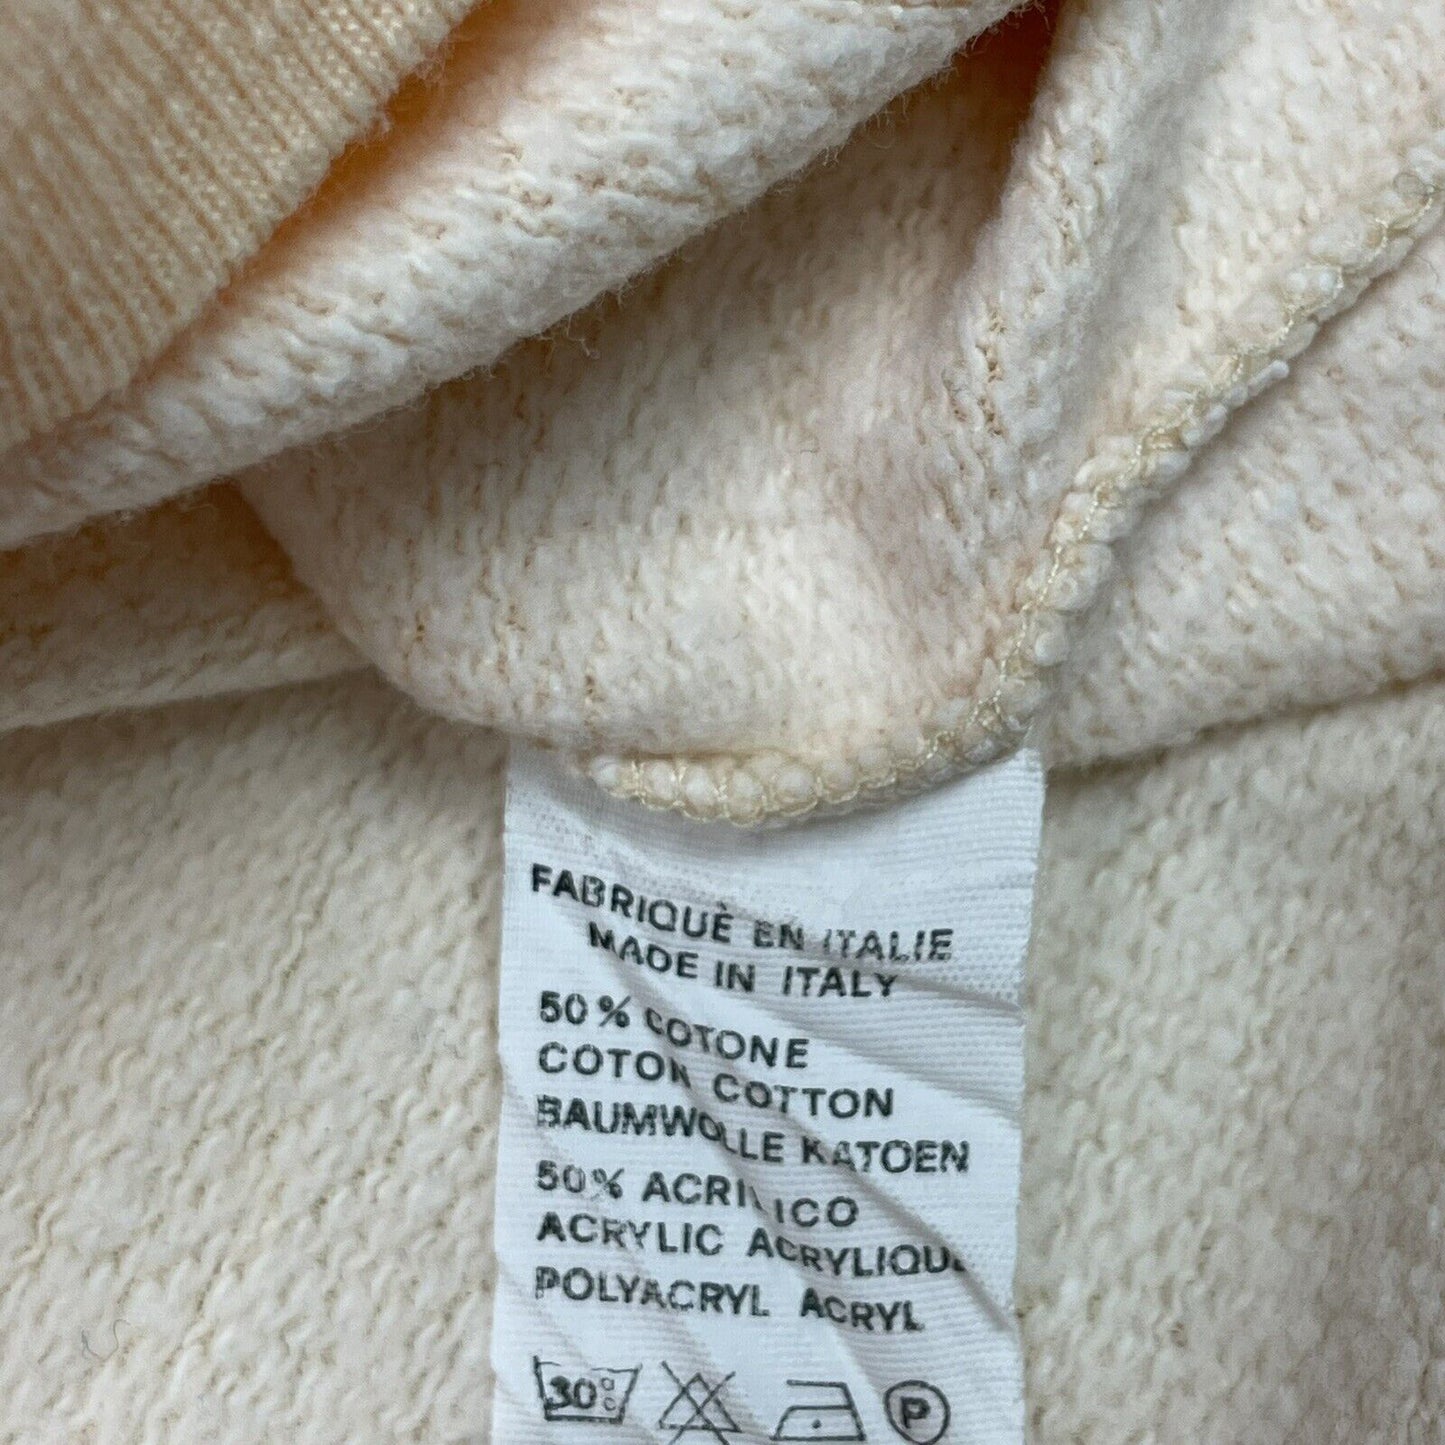 FABRIQUÈ EN ITALIE
MADE IN ITALY
50% COTONE
COTON COTTON
BAUMWOLLE KATOEN
50% ACRILICO
ACRYLIC ACRYLIQUE
POLYACRYL ACRYL
30°C P